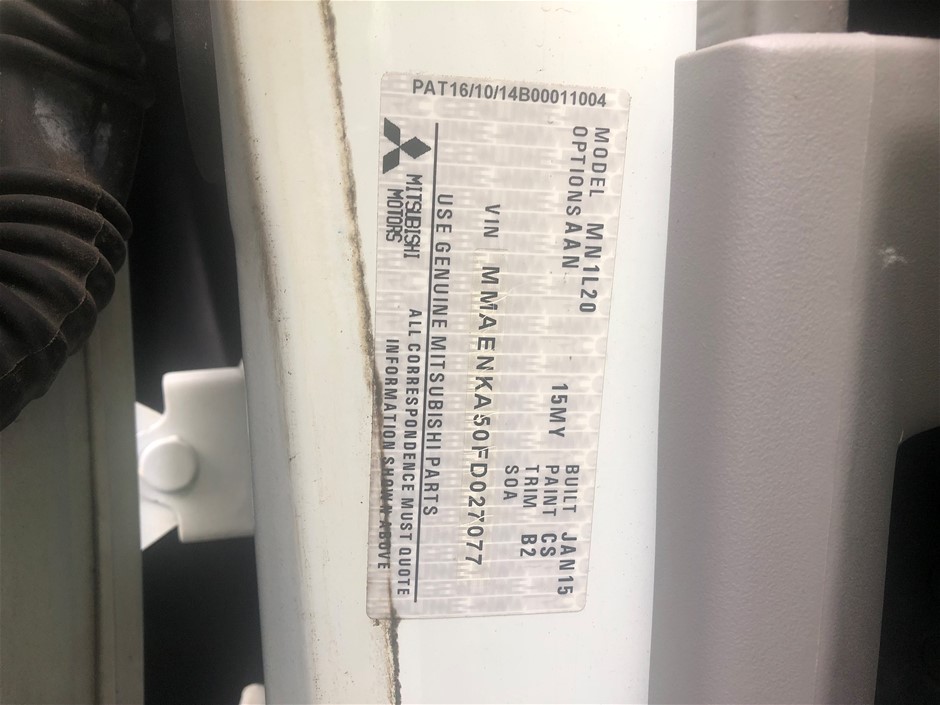 PAT16/10/14B00011004
MODEL MN1L20 15MY BUILT JAN15
OPTIONS AAN PAINT CS
TRIM B2
SOA
VIN MMAENKA50FD027077
USE GENUINE MITSUBISHI PARTS
MITSUBISHI MOTORS
ALL CORRESPONDENCE MUST QUOTE
INFORMATION SHOWN ABOVE